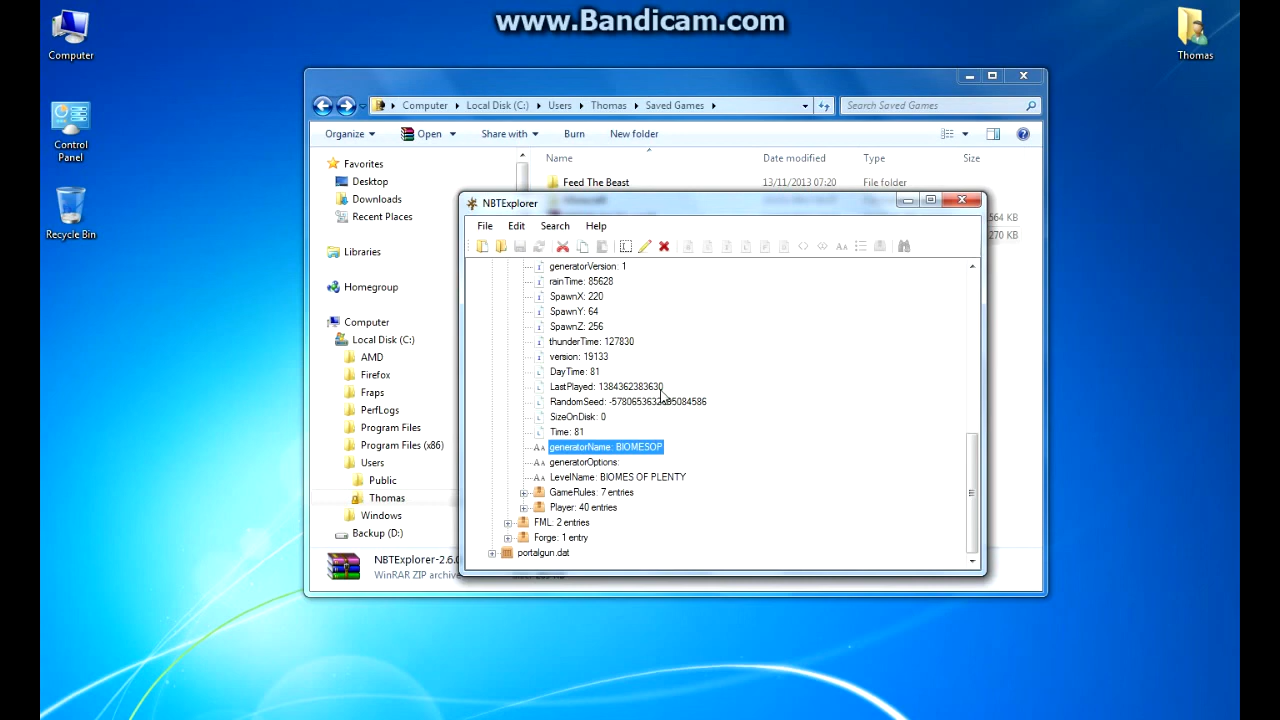 www.Bandicam.com
Computer
Thomas
Control
Panel
Recycle Bin
Computer Local Disk (C:) Users Thomas Saved Games
Search Saved Games
Organize Open Share with Burn New folder
Name Date modified Type Size
Feed The Beast 13/11/2013 07:20 File folder
564 KB
270 KB
Favorites
Desktop
Downloads
Recent Places
Libraries
Homegroup
Computer
Local Disk (C:)
AMD
Firefox
Fraps
PerfLogs
Program Files
Program Files (x86)
Users
Public
Thomas
Windows
Backup (D:)
NBTExplorer-2.6.0
WinRAR ZIP archive
NBTExplorer
File Edit Search Help
generatorVersion: 1
rainTime: 85628
SpawnX: 220
SpawnY: 64
SpawnZ: 256
thunderTime: 127830
version: 19133
DayTime: 81
LastPlayed: 1384362383630
RandomSeed:
SizeOnDisk: 0
Time: 81
generatorName: BIOMESOP
generatorOptions:
LevelName: BIOMES OF PLENTY
GameRules: 7 entries
Player: 40 entries
FML: 2 entries
Forge: 1 entry
portalgun.dat